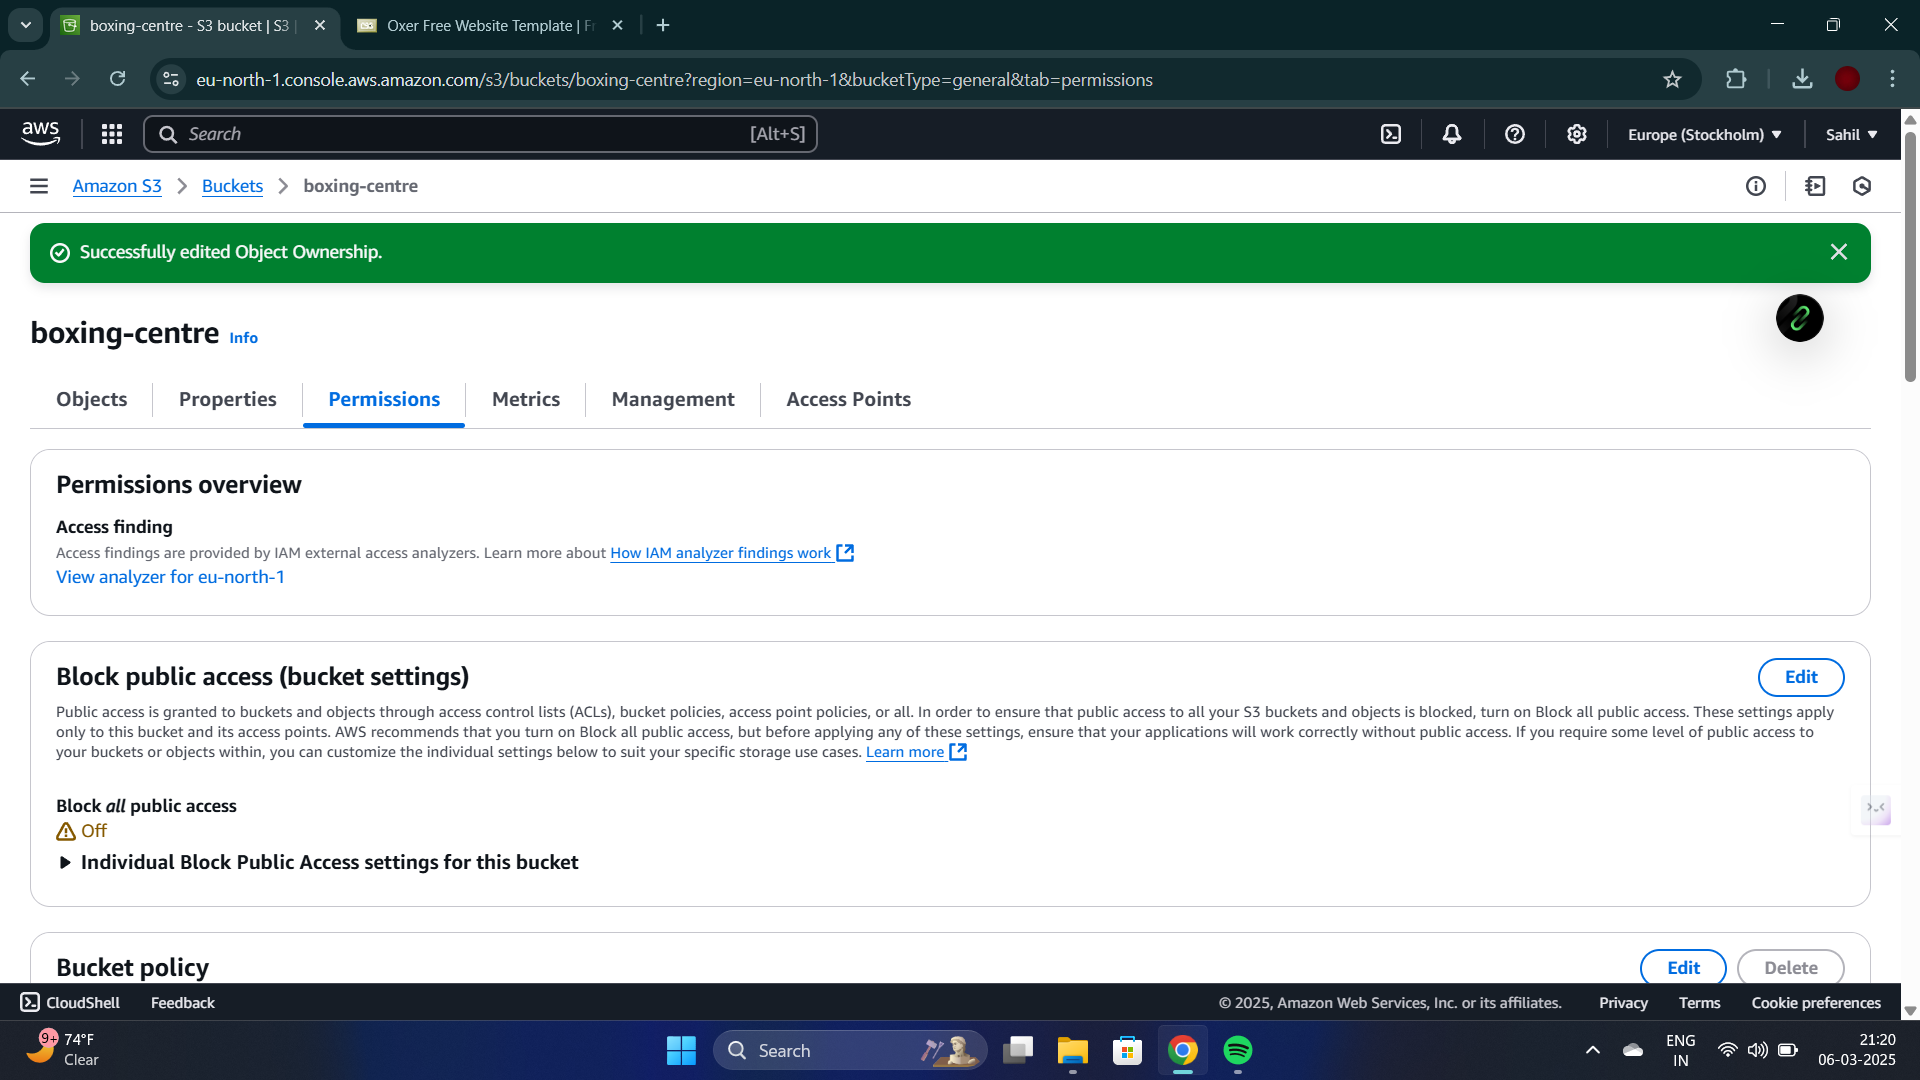 boxing-centre - S3 bucket | S3 |
Oxer Free Website Template | Fr
eu-north-1.console.aws.amazon.com/s3/buckets/boxing-centre?region=eu-north-1&bucketType=general&tab=permissions
aws
Search
[Alt+S]
Europe (Stockholm)
Sahil
Amazon S3
Buckets
boxing-centre
Successfully edited Object Ownership.
boxing-centre Info
Objects
Properties
Permissions
Metrics
Management
Access Points
Permissions overview
Access finding
Access findings are provided by IAM external access analyzers. Learn more about How IAM analyzer findings work
View analyzer for eu-north-1
Block public access (bucket settings)
Edit
Public access is granted to buckets and objects through access control lists (ACLs), bucket policies, access point policies, or all. In order to ensure that public access to all your S3 buckets and objects is blocked, turn on Block all public access. These settings apply
only to this bucket and its access points. AWS recommends that you turn on Block all public access, but before applying any of these settings, ensure that your applications will work correctly without public access. If you require some level of public access to
your buckets or objects within, you can customize the individual settings below to suit your specific storage use cases. Learn more
Block all public access
Off
Individual Block Public Access settings for this bucket
Bucket policy
Edit
Delete
CloudShell
Feedback
© 2025, Amazon Web Services, Inc. or its affiliates.
Privacy
Terms
Cookie preferences
9+
74°F
Clear
Search
ENG
IN
21:20
06-03-2025